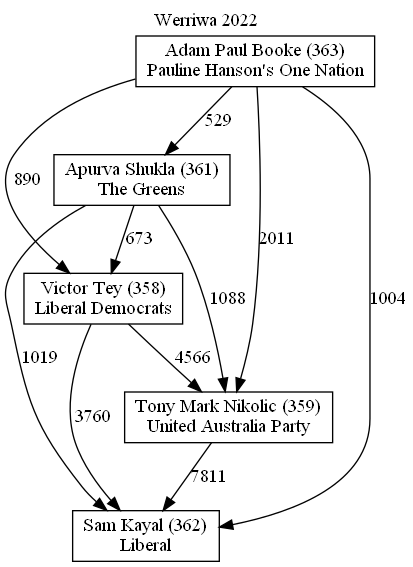 Werriwa 2022
Adam Paul Booke (363)
Pauline Hanson's One Nation
529
Apurva Shukla (361)
The Greens
890
673
2011
Victor Tey (358)
Liberal Democrats
1088
1004
1019
4566
3760
Tony Mark Nikolic (359)
United Australia Party
7811
Sam Kayal (362)
Liberal